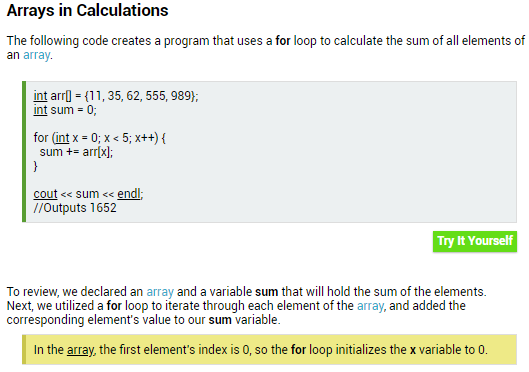 Arrays in Calculations
The following code creates a program that uses a for loop to calculate the sum of all elements of
an array.
int arr[] = {11, 35, 62, 555, 989};
int sum = 0;
for (int x = 0; x < 5; x++) {
sum += arr[x];
}
cout << sum << endl;
//Outputs 1652
Try It Yourself
To review, we declared an array and a variable sum that will hold the sum of the elements.
Next, we utilized a for loop to iterate through each element of the array, and added the
corresponding element's value to our sum variable.
In the array, the first element's index is 0, so the for loop initializes the x variable to 0.